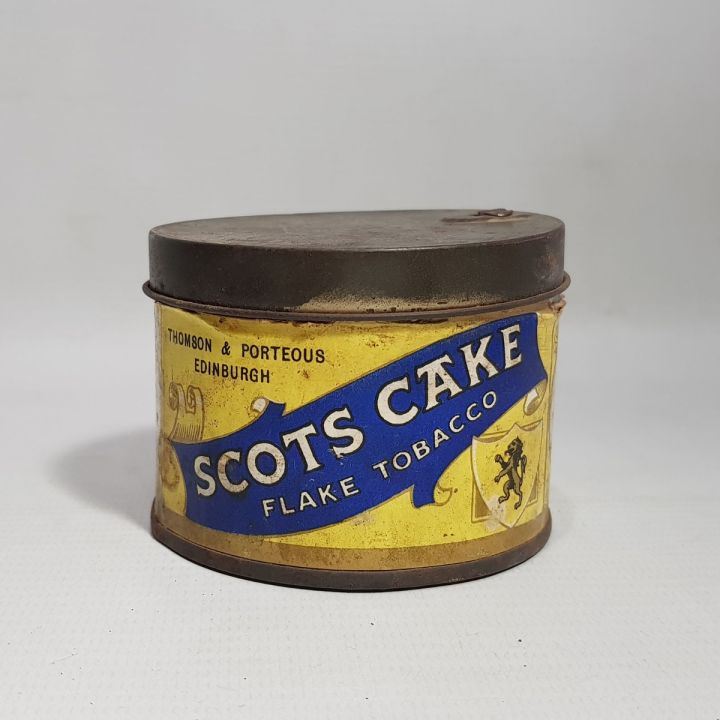 THOMSON & PORTEOUS
EDINBURGH
SCOTS CAKE
FLAKE TOBACCO